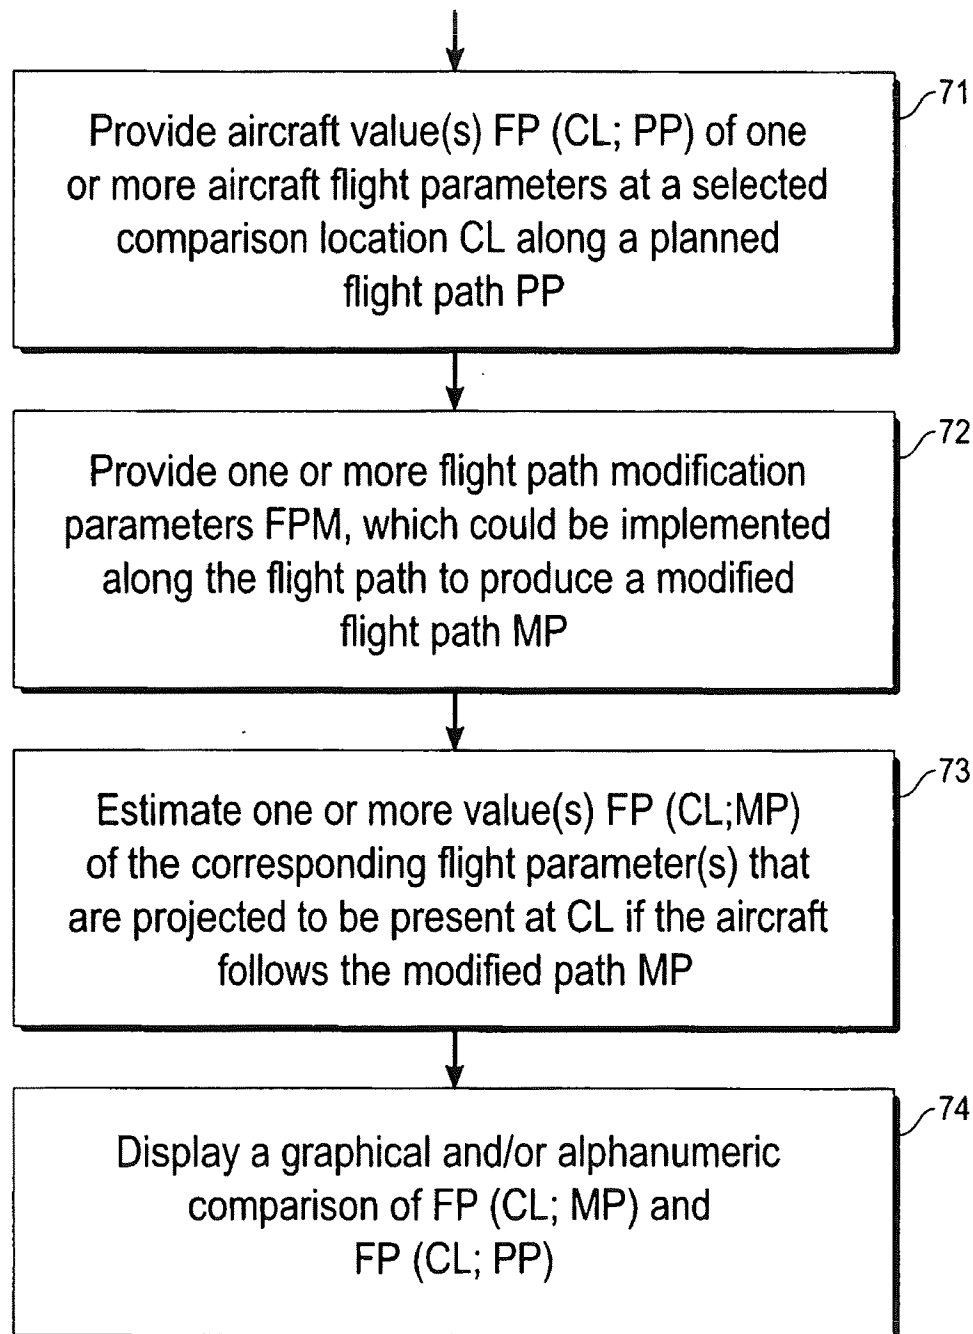 71
Provide aircraft value(s) FP (CL; PP) of one
or more aircraft flight parameters at a selected
comparison location CL along a planned
flight path PP
72
Provide one or more flight path modification
parameters FPM, which could be implemented
along the flight path to produce a modified
flight path MP
73
Estimate one or more value(s) FP (CL;MP)
of the corresponding flight parameter(s) that
are projected to be present at CL if the aircraft
follows the modified path MP
74
Display a graphical and/or alphanumeric
comparison of FP (CL; MP) and
FP (CL; PP)